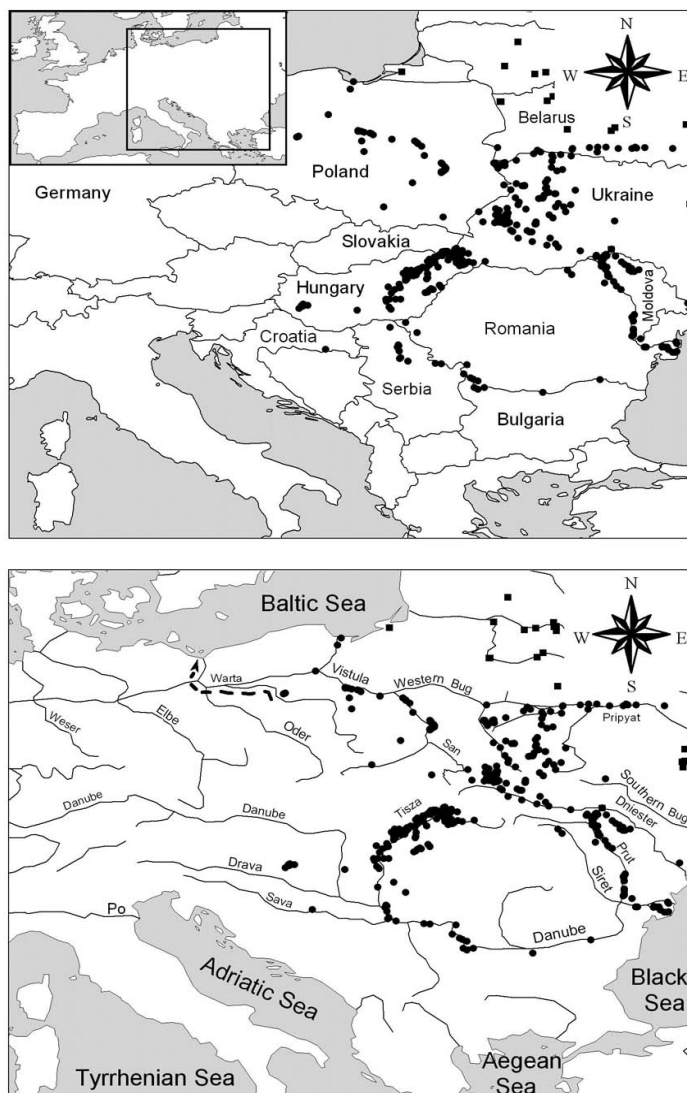 N
W
E
S
Belarus
Germany
Poland
Ukraine
Slovakia
Hungary
Moldova
Croatia
Romania
Serbia
Bulgaria
N
W
E
S
Baltic Sea
Warta
Vistula
Western Bug
Pripyat
Weser
Elbe
Oder
San
Southern Bug
Dniester
Danube
Danube
Tisza
Prut
Siret
Drava
Sava
Po
Danube
Adriatic Sea
Black
Sea
Tyrrhenian Sea
Aegean
Sea